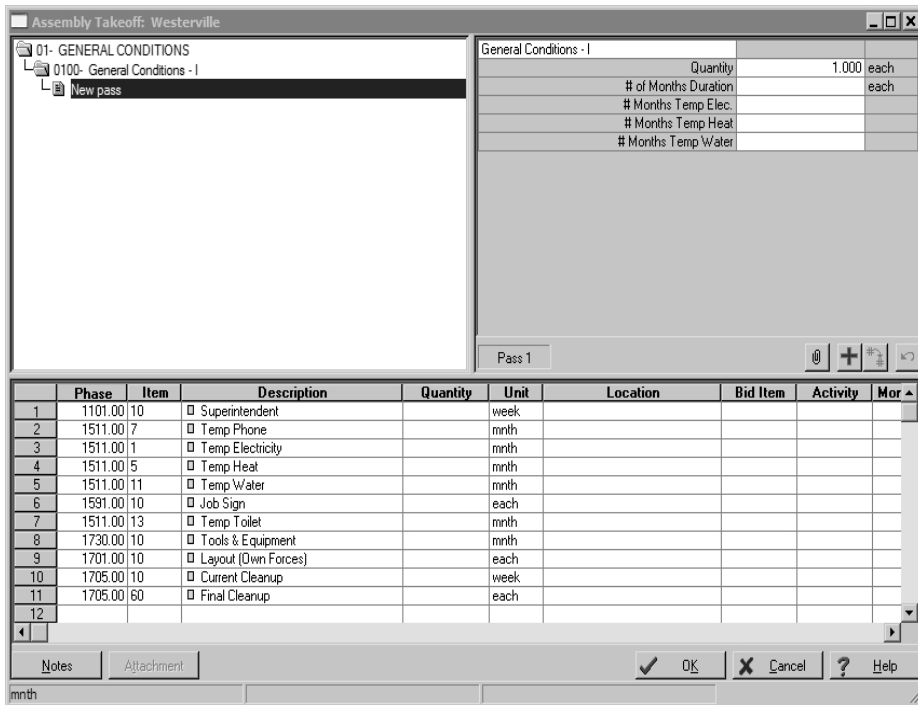 Assembly Takeoff: Westerville
01- GENERAL CONDITIONS
0100- General Conditions - I
New pass
General Conditions - I
Quantity 1.000 each
# of Months Duration each
# Months Temp Elec.
# Months Temp Heat
# Months Temp Water
Pass 1
Phase Item Description Quantity Unit Location Bid Item Activity Mor
1 1101.00 10 Superintendent week
2 1511.00 7 Temp Phone mnth
3 1511.00 1 Temp Electricity mnth
4 1511.00 5 Temp Heat mnth
5 1511.00 11 Temp Water mnth
6 1591.00 10 Job Sign each
7 1511.00 13 Temp Toilet mnth
8 1730.00 10 Tools & Equipment mnth
9 1701.00 10 Layout (Own Forces) each
10 1705.00 10 Current Cleanup week
11 1705.00 60 Final Cleanup each
12
Notes Attachment OK Cancel Help
mnth